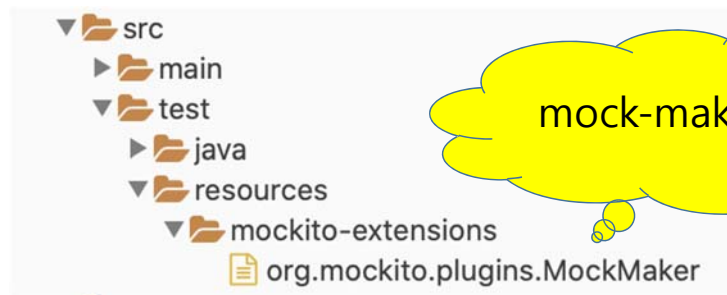 src
main
test
mock-mak
java
resources
mockito-extensions
org.mockito.plugins.MockMaker